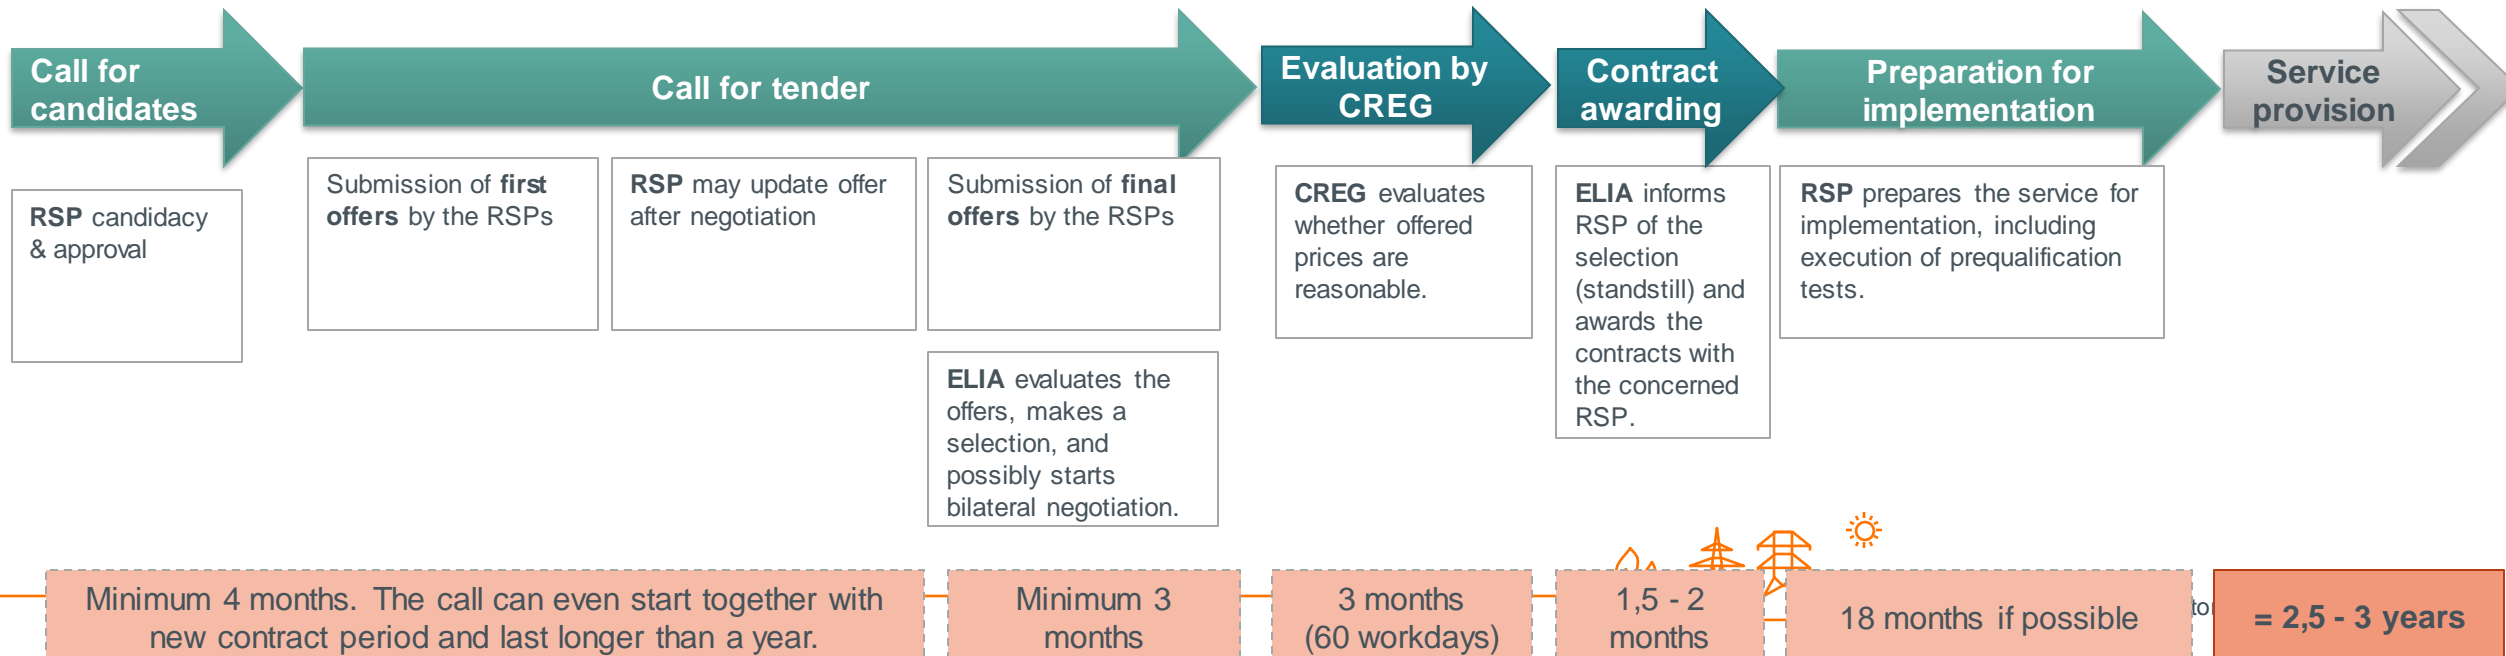 Call for
candidates
Call for tender
Evaluation by
CREG
Contract
awarding
Preparation for
implementation
Service
provision
RSP candidacy
& approval
Submission of first
offers by the RSPs
RSP may update offer
after negotiation
Submission of final
offers by the RSPs
ELIA evaluates the
offers, makes a
selection, and
possibly starts
bilateral negotiation.
CREG evaluates
whether offered
prices are
reasonable.
ELIA informs
RSP of the
selection
(standstill) and
awards the
contracts with
the concerned
RSP.
RSP prepares the service for
implementation, including
execution of prequalification
tests.
Minimum 4 months. The call can even start together with
new contract period and last longer than a year.
Minimum 3
months
3 months
(60 workdays)
1,5 - 2
months
18 months if possible
= 2,5 - 3 years